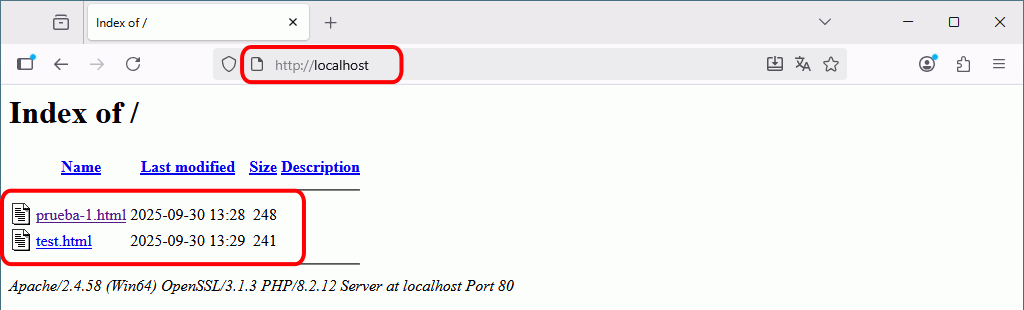 Index of /
http://localhost
Index of /
Name Last modified Size Description
prueba-1.html 2025-09-30 13:28 248
test.html 2025-09-30 13:29 241
Apache/2.4.58 (Win64) OpenSSL/3.1.3 PHP/8.2.12 Server at localhost Port 80